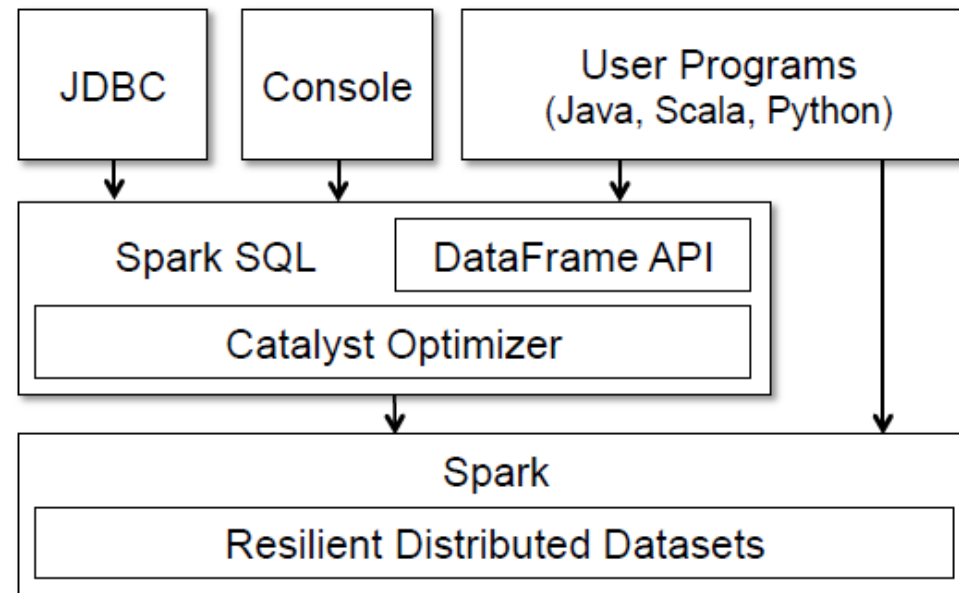 JDBC
Console
User Programs
(Java, Scala, Python)
Spark SQL
DataFrame API
Catalyst Optimizer
Spark
Resilient Distributed Datasets